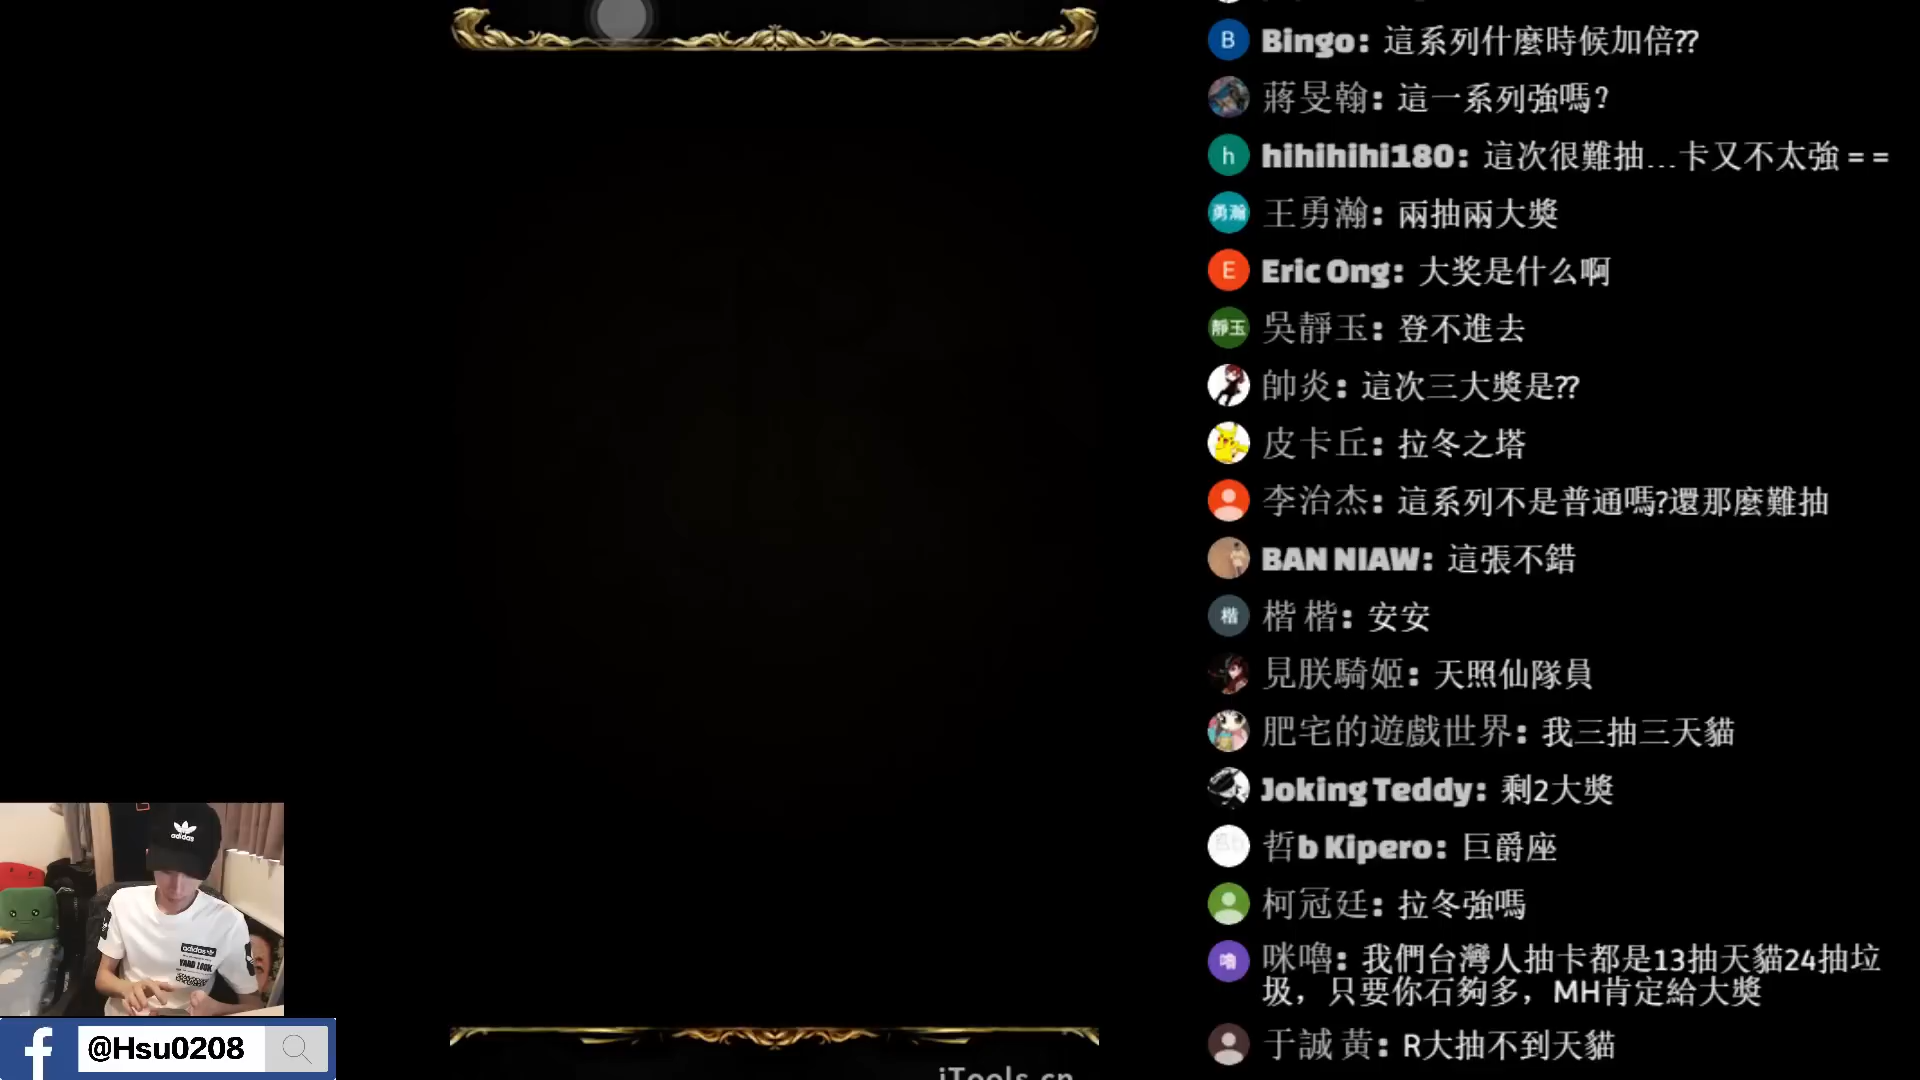 Bingo: 這系列什麼時候加倍??
蔣旻翰: 這一系列強嗎?
hihihihi180: 這次很難抽...卡又不太強 = =
王勇瀚: 兩抽兩大獎
Eric Ong: 大奖是什么啊
吳靜玉: 登不進去
帥炎: 這次三大獎是??
皮卡丘: 拉冬之塔
李治杰: 這系列不是普通嗎?還那麼難抽
BAN NIAW: 這張不錯
楷 楷: 安安
見朕騎姬: 天照仙隊員
肥宅的遊戲世界: 我三抽三天貓
Joking Teddy: 剩2大獎
哲b Kipero: 巨爵座
柯冠廷: 拉冬強嗎
咪嚕: 我們台灣人抽卡都是13抽天貓24抽垃
圾，只要你石夠多，MH肯定給大獎
于誠 黃: R大抽不到天貓
adidas
adidas
f @Hsu0208
iTools.cn